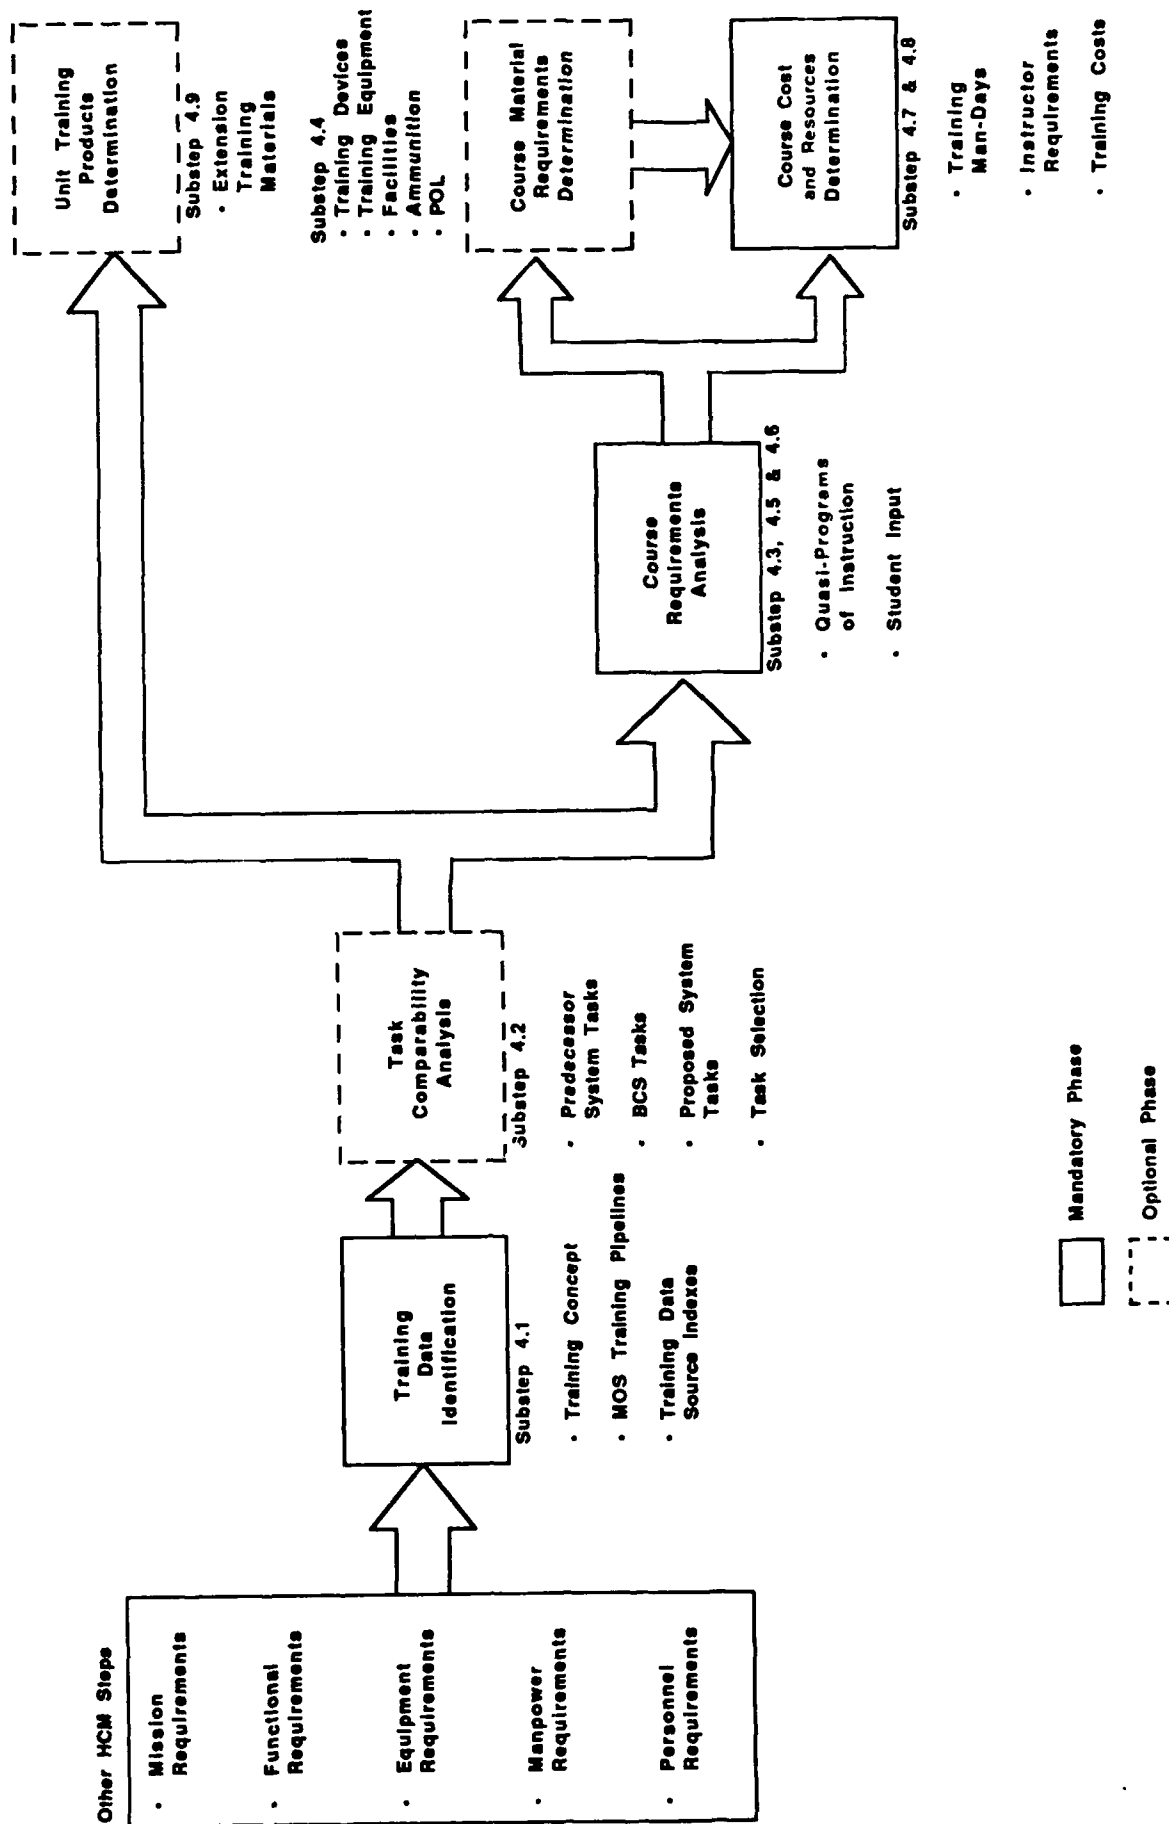 Other HCM Steps
• Mission
Requirements
• Functional
Requirements
• Equipment
Requirements
• Manpower
Requirements
• Personnel
Requirements
Training
Data
Identification
Substep 4.1
• Training Concept
• MOS Training Pipelines
• Training Data
Source Indexes
Task
Comparability
Analysis
Substep 4.2
• Predecessor
System Tasks
• BCS Tasks
• Proposed System
Tasks
• Task Selection
Unit Training
Products
Determination
Substep 4.9
• Extension
Training
Materials
Course
Requirements
Analysis
Substep 4.3, 4.5 & 4.6
• Quasi-Programs
of Instruction
• Student Input
Substep 4.4
• Training Devices
• Training Equipment
• Facilities
• Ammunition
• POL
Course Material
Requirements
Determination
Course Cost
and Resources
Determination
Substep 4.7 & 4.8
• Training
Man-Days
• Instructor
Requirements
• Training Costs
Mandatory Phase
Optional Phase